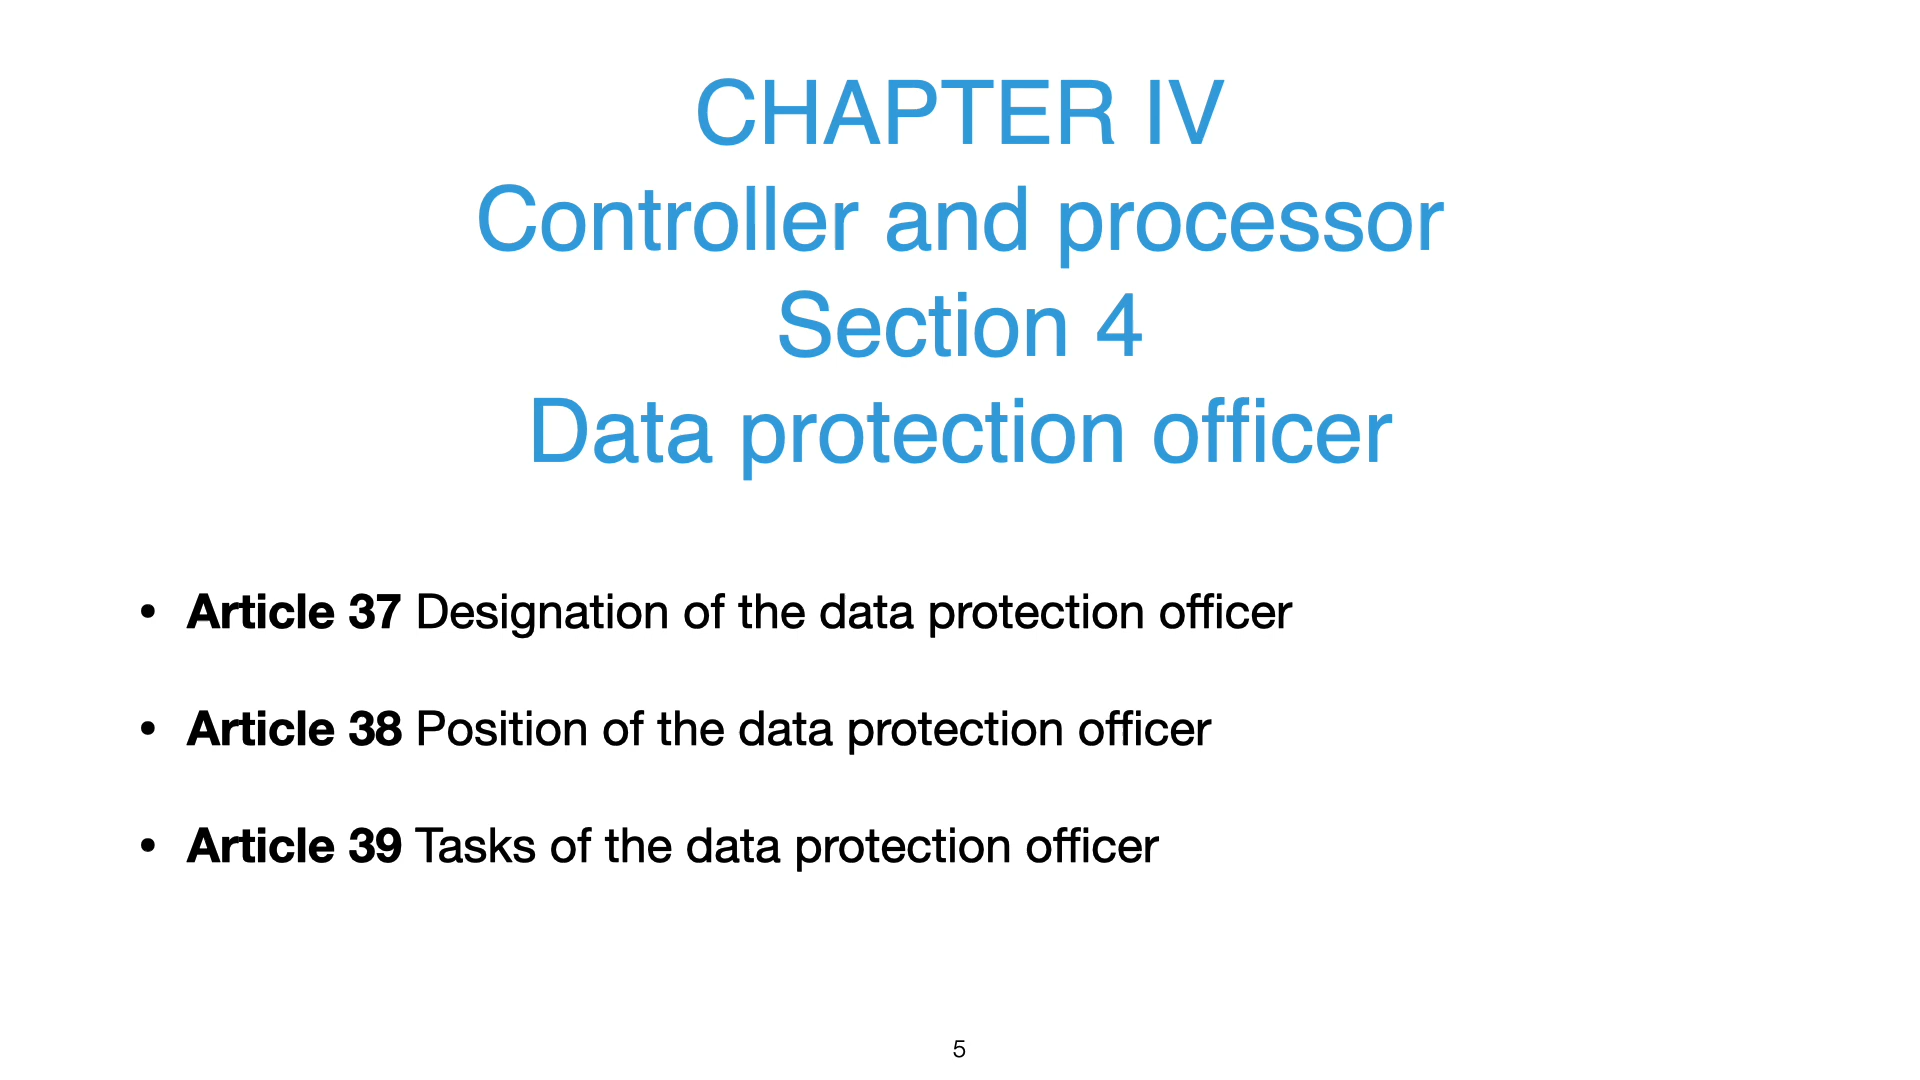 CHAPTER IV
Controller and processor
Section 4
Data protection officer
• Article 37 Designation of the data protection officer
• Article 38 Position of the data protection officer
• Article 39 Tasks of the data protection officer
5